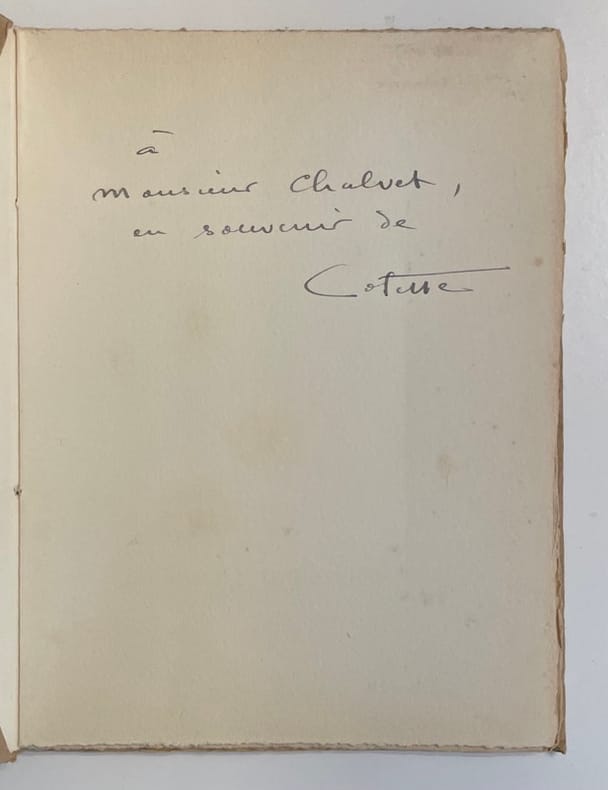 à
Monsieur Chalvet,
en souvenir de
Colette